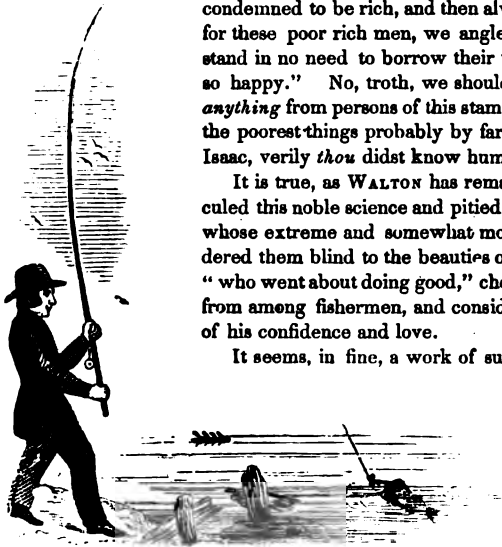 condemned to be rich, and then al
for these poor rich men, we angle
stand in no need to borrow their
so happy." No, troth, we shoul
anything from persons of this stam
the poorest things probably by far
Isaac, verily thou didst know hum
It is true, as WALTON has rema
culed this noble science and pitied
whose extreme and somewhat mo
dered them blind to the beauties o
" who went about doing good," cho
from among fishermen, and consid
of his confidence and love.
It seems, in fine, a work of su